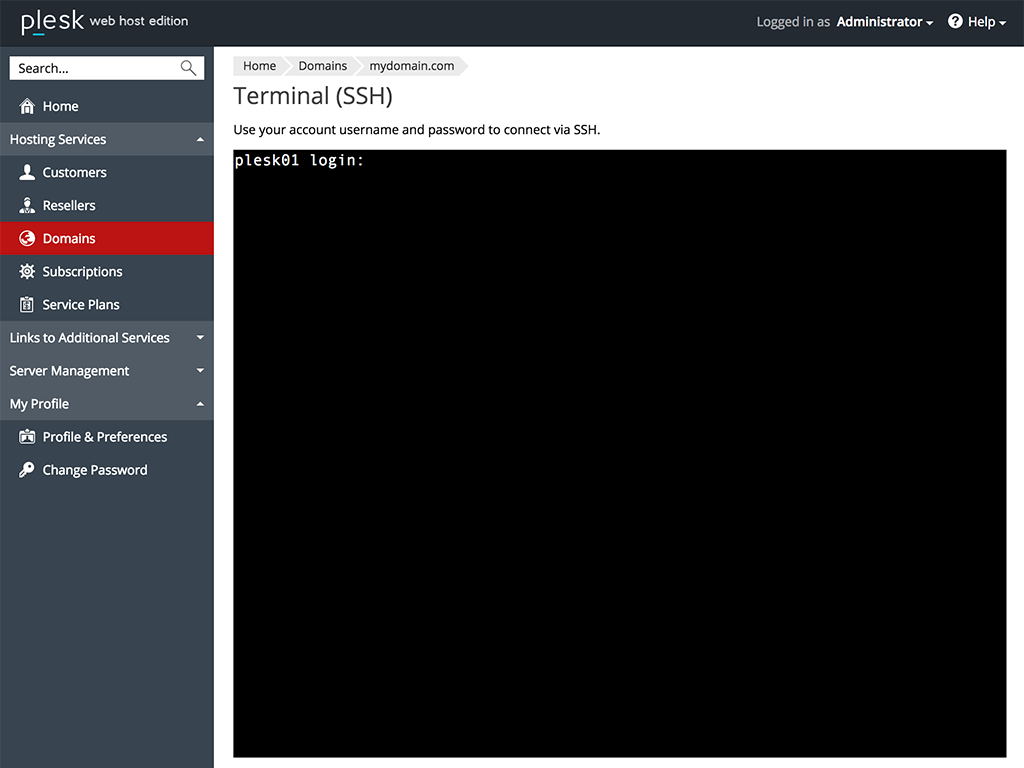 plesk web host edition
Logged in as Administrator
Help
Search...
Home
Hosting Services
Customers
Resellers
Domains
Subscriptions
Service Plans
Links to Additional Services
Server Management
My Profile
Profile & Preferences
Change Password
Home Domains mydomain.com
Terminal (SSH)
Use your account username and password to connect via SSH.
plesk01 login: